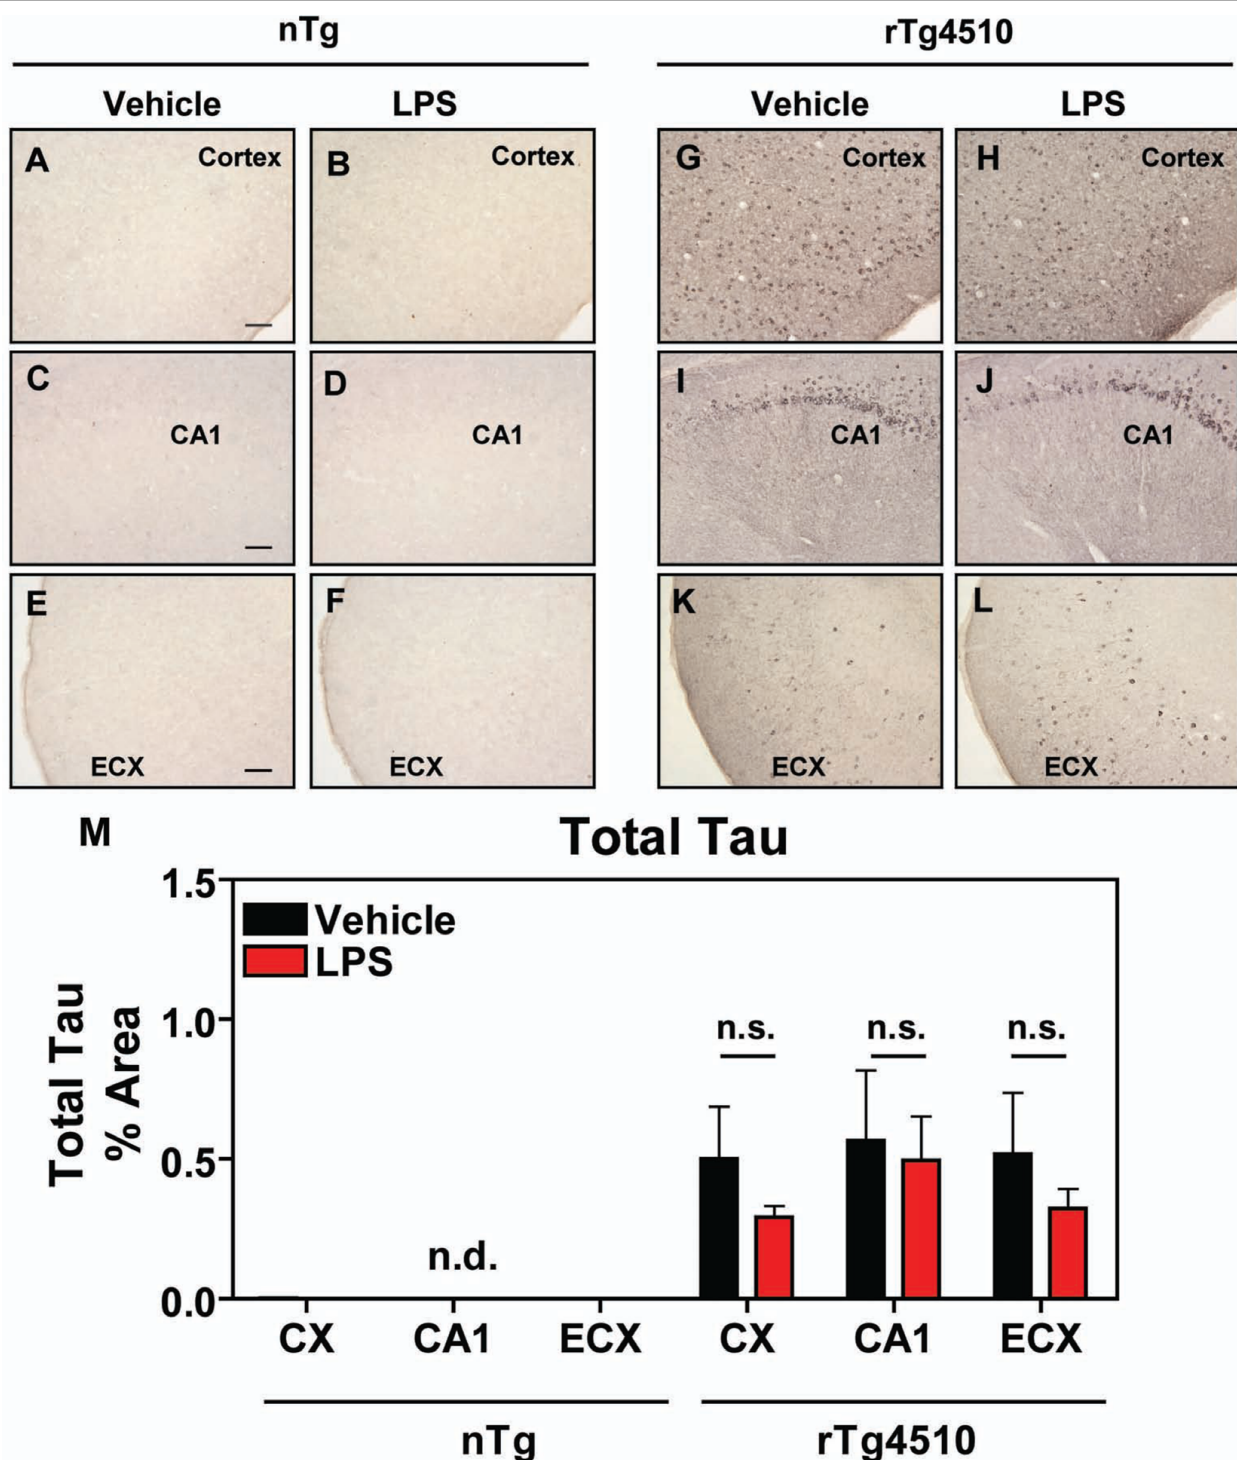 nTg rTg4510
Vehicle LPS Vehicle LPS
A Cortex B Cortex G Cortex H Cortex
C CA1 D CA1 I CA1 J CA1
E ECX F ECX K ECX L ECX
M Total Tau
1.5
Vehicle
LPS
Total Tau
% Area
1.0
n.s. n.s. n.s.
0.5
n.d.
0.0
CX CA1 ECX CX CA1 ECX
nTg rTg4510